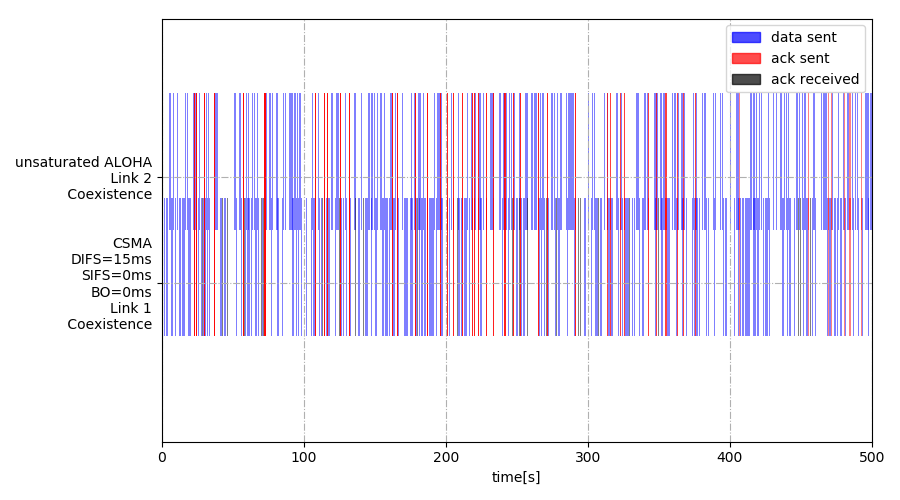 data sent
ack sent
ack received
unsaturated ALOHA
Link 2
Coexistence
CSMA
DIFS=15ms
SIFS=0ms
BO=0ms
Link 1
Coexistence
0 100 200 300 400 500
time[s]